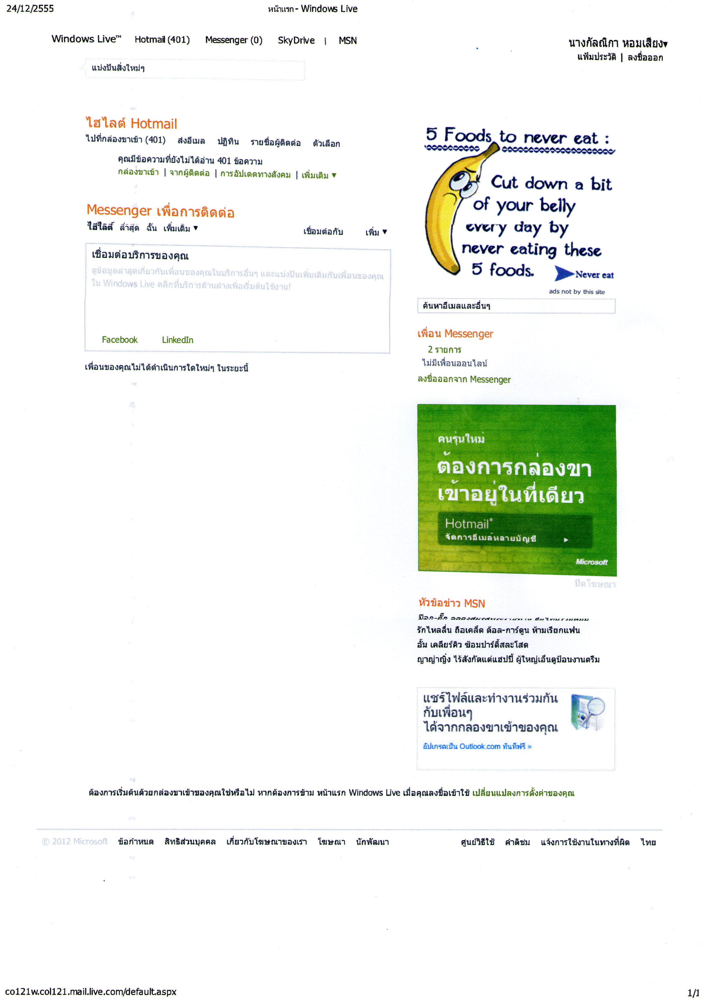 24/12/2555
หน้าแรก - Windows Live
Windows Live™ Hotmail (401) Messenger (0) SkyDrive | MSN
นางกัลณิกา หอมเสียง▾
แฟ้มประวัติ | ลงชื่อออก
แบ่งปันสิ่งใหม่ๆ
ไฮไลต์ Hotmail
ไปที่กล่องขาเข้า (401) ส่งอีเมล ปฏิทิน รายชื่อผู้ติดต่อ ตัวเลือก
คุณมีข้อความที่ยังไม่ได้อ่าน 401 ข้อความ
กล่องขาเข้า | จากผู้ติดต่อ | การอัปเดตทางสังคม | เพิ่มเติม ▾
Messenger เพื่อการติดต่อ
ไฮไลต์ ล่าสุด ฉัน เพิ่มเติม ▾ เชื่อมต่อกับ เพิ่ม ▾
เชื่อมต่อบริการของคุณ
ดูข้อมูลล่าสุดเกี่ยวกับเพื่อนของคุณในบริการอื่นๆ และแบ่งปันเพิ่มเติมกับเพื่อนของคุณ
ใน Windows Live คลิกที่บริการด้านล่างเพื่อเริ่มต้นใช้งาน!
Facebook LinkedIn
เพื่อนของคุณไม่ได้ดำเนินการใดใหม่ๆ ในระยะนี้
5 Foods to never eat :
Cut down a bit
of your belly
every day by
never eating these
5 foods.
Never eat
ads not by this site
ค้นหาอีเมลและอื่นๆ
เพื่อน Messenger
2 รายการ
ไม่มีเพื่อนออนไลน์
ลงชื่อออกจาก Messenger
คนรุ่นใหม่
ต้องการกล่องขา
เข้าอยู่ในที่เดียว
Hotmail®
จัดการอีเมล์หลายบัญชี ▸
Microsoft
ปิดโฆษณา
หัวข้อข่าว MSN
รักไหลลื่น ถือเคล็ด ต้อล-การ์ตูน ห้ามเรียกแฟน
อั้ม เคลียร์คิว ซ้อมปาร์ตี้สละโสด
ญาญ่าญิ๋ง ไร้สังกัดแต่แฮปปี้ ผู้ใหญ่เอ็นดูป้อนงานตรึม
แชร์ไฟล์และทำงานร่วมกัน
กับเพื่อนๆ
ได้จากกลองขาเข้าของคุณ
อัปเกรดเป็น Outlook.com ทันทีฟรี »
ต้องการเริ่มต้นด้วยกล่องขาเข้าของคุณใช่หรือไม่ หากต้องการข้าม หน้าแรก Windows Live เมื่อคุณลงชื่อเข้าใช้ เปลี่ยนแปลงการตั้งค่าของคุณ
© 2012 Microsoft ข้อกำหนด สิทธิส่วนบุคคล เกี่ยวกับโฆษณาของเรา โฆษณา นักพัฒนา ศูนย์วิธีใช้ คำติชม แจ้งการใช้งานในทางที่ผิด ไทย
co121w.col121.mail.live.com/default.aspx
1/1